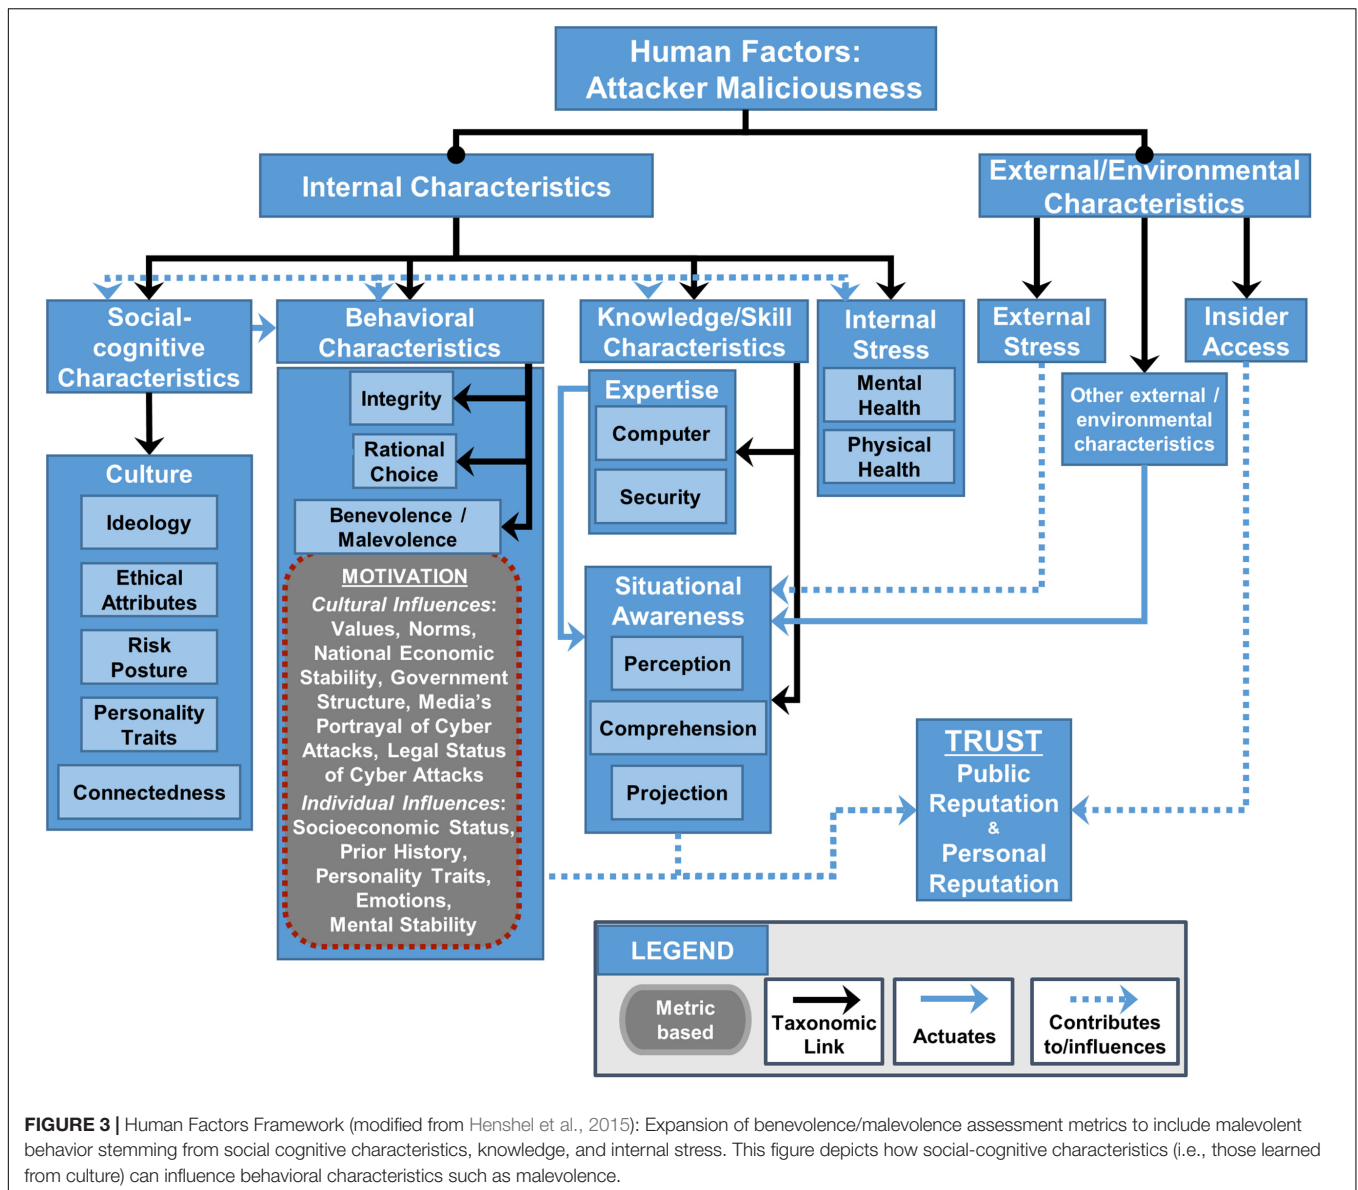 Human Factors:
Attacker Maliciousness
Internal Characteristics
External/Environmental
Characteristics
Social-
cognitive
Characteristics
Behavioral
Characteristics
Knowledge/Skill
Characteristics
Internal
Stress
External
Stress
Insider
Access
Culture
Ideology
Ethical
Attributes
Risk
Posture
Personality
Traits
Connectedness
Integrity
Rational
Choice
Benevolence /
Malevolence
MOTIVATION
Cultural Influences:
Values, Norms,
National Economic
Stability, Government
Structure, Media's
Portrayal of Cyber
Attacks, Legal Status
of Cyber Attacks
Individual Influences:
Socioeconomic Status,
Prior History,
Personality Traits,
Emotions,
Mental Stability
Expertise
Computer
Security
Situational
Awareness
Perception
Comprehension
Projection
Mental
Health
Physical
Health
Other external /
environmental
characteristics
TRUST
Public
Reputation
&
Personal
Reputation
LEGEND
Metric
based
Taxonomic
Link
Actuates
Contributes
to/influences
FIGURE 3 | Human Factors Framework (modified from Henshel et al., 2015): Expansion of benevolence/malevolence assessment metrics to include malevolent
behavior stemming from social cognitive characteristics, knowledge, and internal stress. This figure depicts how social-cognitive characteristics (i.e., those learned
from culture) can influence behavioral characteristics such as malevolence.